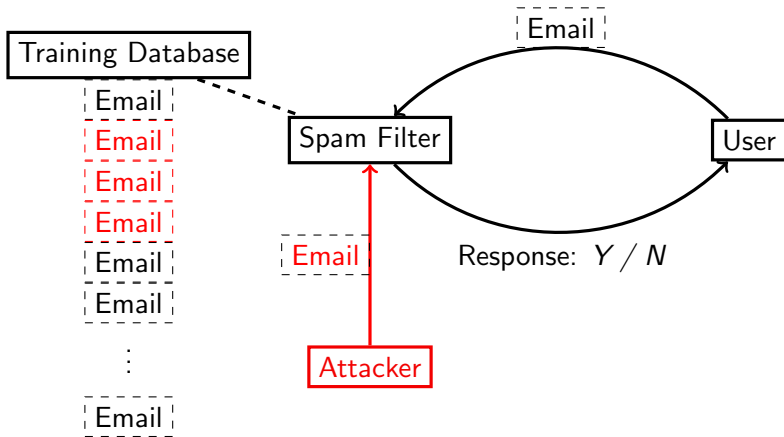 Email
Training Database
Email
Email
Spam Filter
User
Email
Email
Email
Email
Response: Y / N
Email
Attacker
⋮
Email